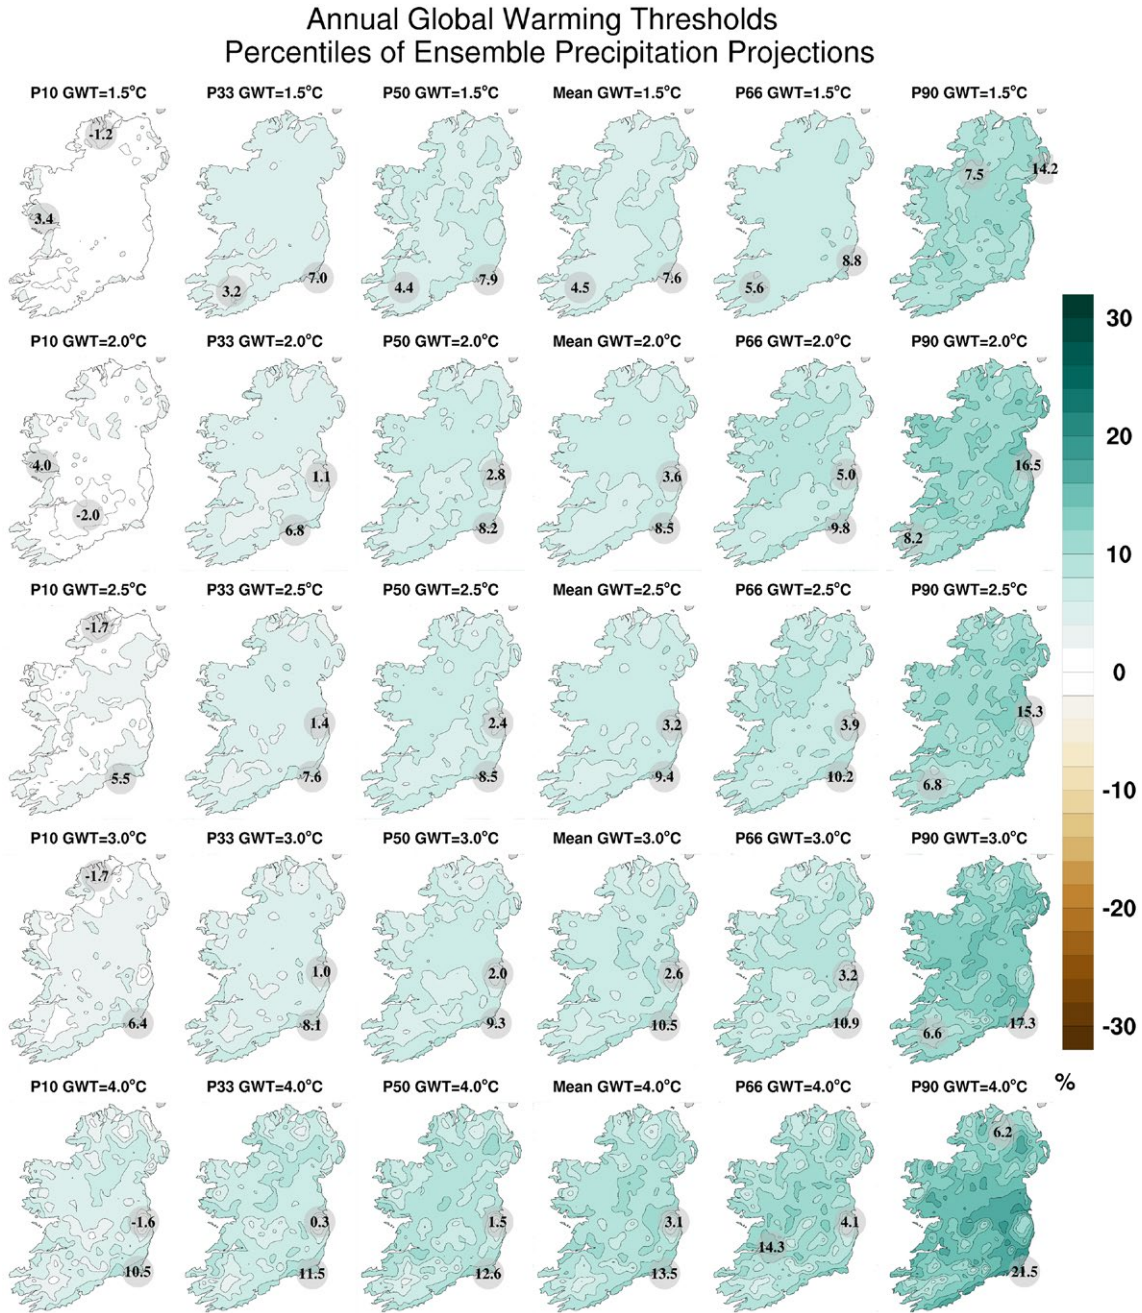 Annual Global Warming Thresholds
Percentiles of Ensemble Precipitation Projections
P10 GWT=1.5°C P33 GWT=1.5°C P50 GWT=1.5°C Mean GWT=1.5°C P66 GWT=1.5°C P90 GWT=1.5°C
-1.2
7.5 14.2
3.4
8.8
3.2 7.0 4.4 7.9 4.5 7.6 5.6
30
P10 GWT=2.0°C P33 GWT=2.0°C P50 GWT=2.0°C Mean GWT=2.0°C P66 GWT=2.0°C P90 GWT=2.0°C
20
4.0 1.1 2.8 3.6 5.0 16.5
-2.0 6.8 8.2 8.5 9.8 8.2
10
P10 GWT=2.5°C P33 GWT=2.5°C P50 GWT=2.5°C Mean GWT=2.5°C P66 GWT=2.5°C P90 GWT=2.5°C
-1.7
0
1.4 2.4 3.2 3.9 15.3
5.5 7.6 8.5 9.4 10.2 6.8
-10
P10 GWT=3.0°C P33 GWT=3.0°C P50 GWT=3.0°C Mean GWT=3.0°C P66 GWT=3.0°C P90 GWT=3.0°C
-1.7
-20
1.0 2.0 2.6 3.2
6.4 8.1 9.3 10.5 10.9 6.6 17.3
-30
P10 GWT=4.0°C P33 GWT=4.0°C P50 GWT=4.0°C Mean GWT=4.0°C P66 GWT=4.0°C P90 GWT=4.0°C %
6.2
-1.6 0.3 1.5 3.1 4.1
14.3
10.5 11.5 12.6 13.5 21.5